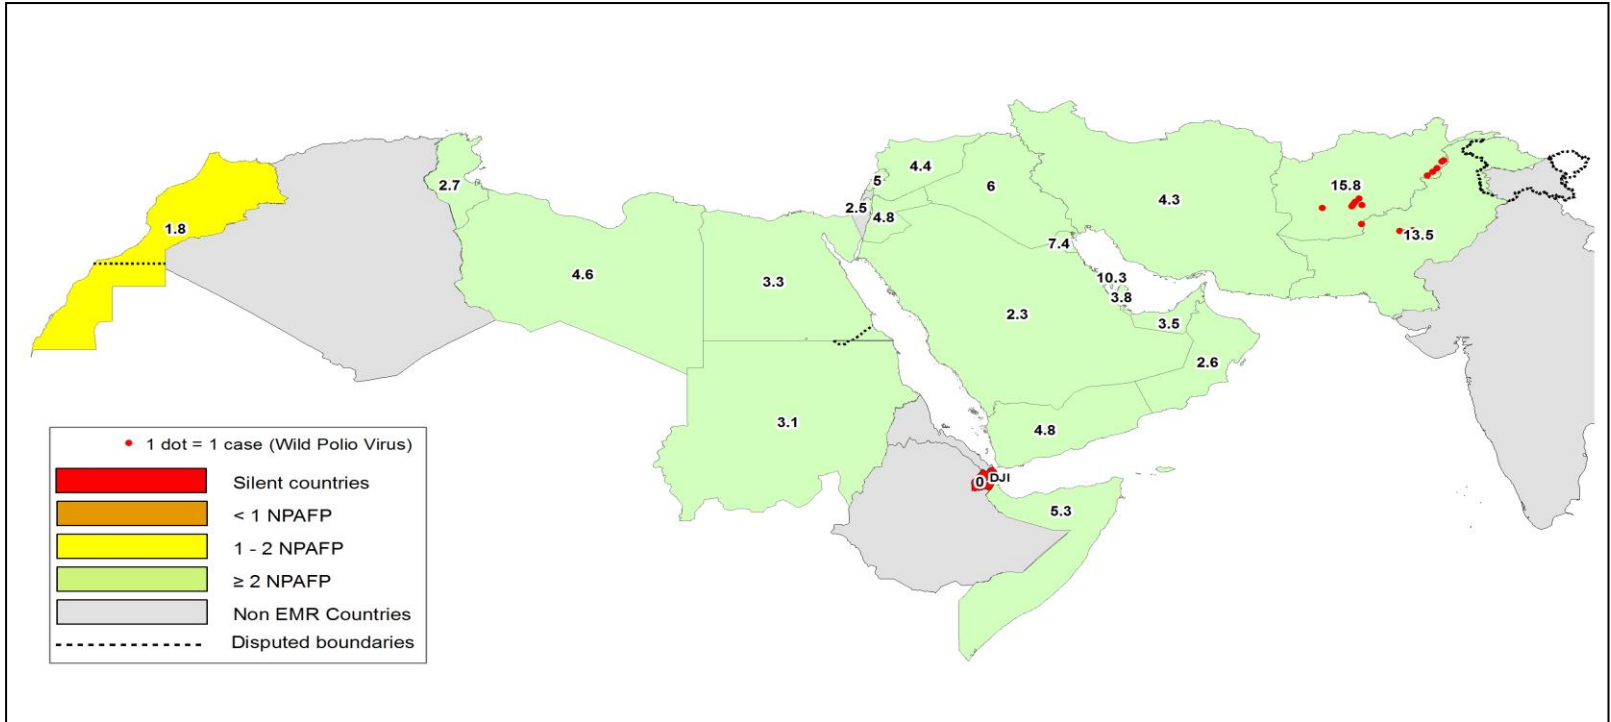 4.4
5
6
15.8
2.7
4.3
2.5
4.8
1.8
7.4
13.5
4.6
3.3
10.3
3.8
2.3
3.5
2.6
3.1
4.8
0
DJI
5.3
1 dot = 1 case (Wild Polio Virus)
Silent countries
< 1 NPAFP
1 - 2 NPAFP
≥ 2 NPAFP
Non EMR Countries
Disputed boundaries